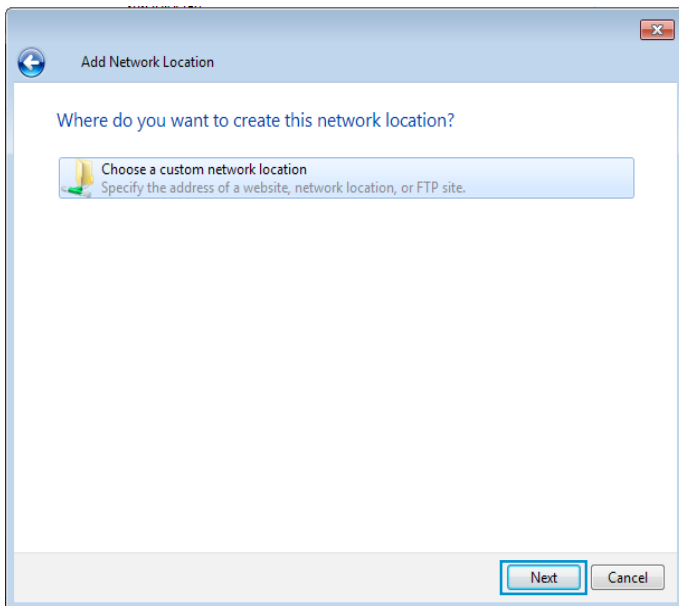 Add Network Location
Where do you want to create this network location?
Choose a custom network location
Specify the address of a website, network location, or FTP site.
Next
Cancel